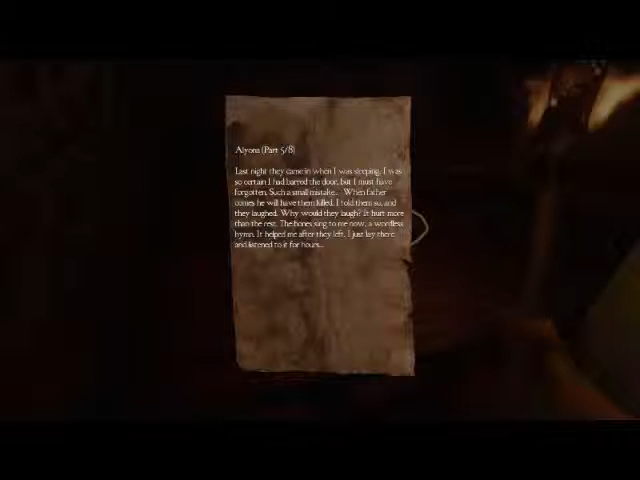 Alyona (Part 5/8)
Last night they came in when I was sleeping. I was
so certain I had barred the door, but I must have
forgotten. Such a small mistake... When father
comes he will have them killed. I told them so, and
they laughed. Why would they laugh? It hurt more
than the rest. The bones sing to me now, a wordless
hymn. It helped me after they left. I just lay there
and listened to it for hours...